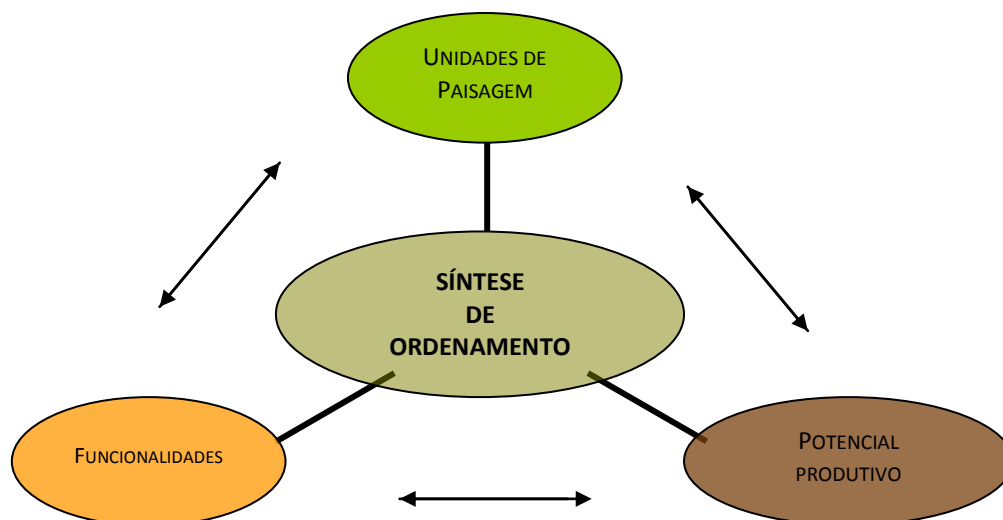 UNIDADES DE
PAISAGEM
SÍNTESE
DE
ORDENAMENTO
FUNCIONALIDADES
POTENCIAL
PRODUTIVO